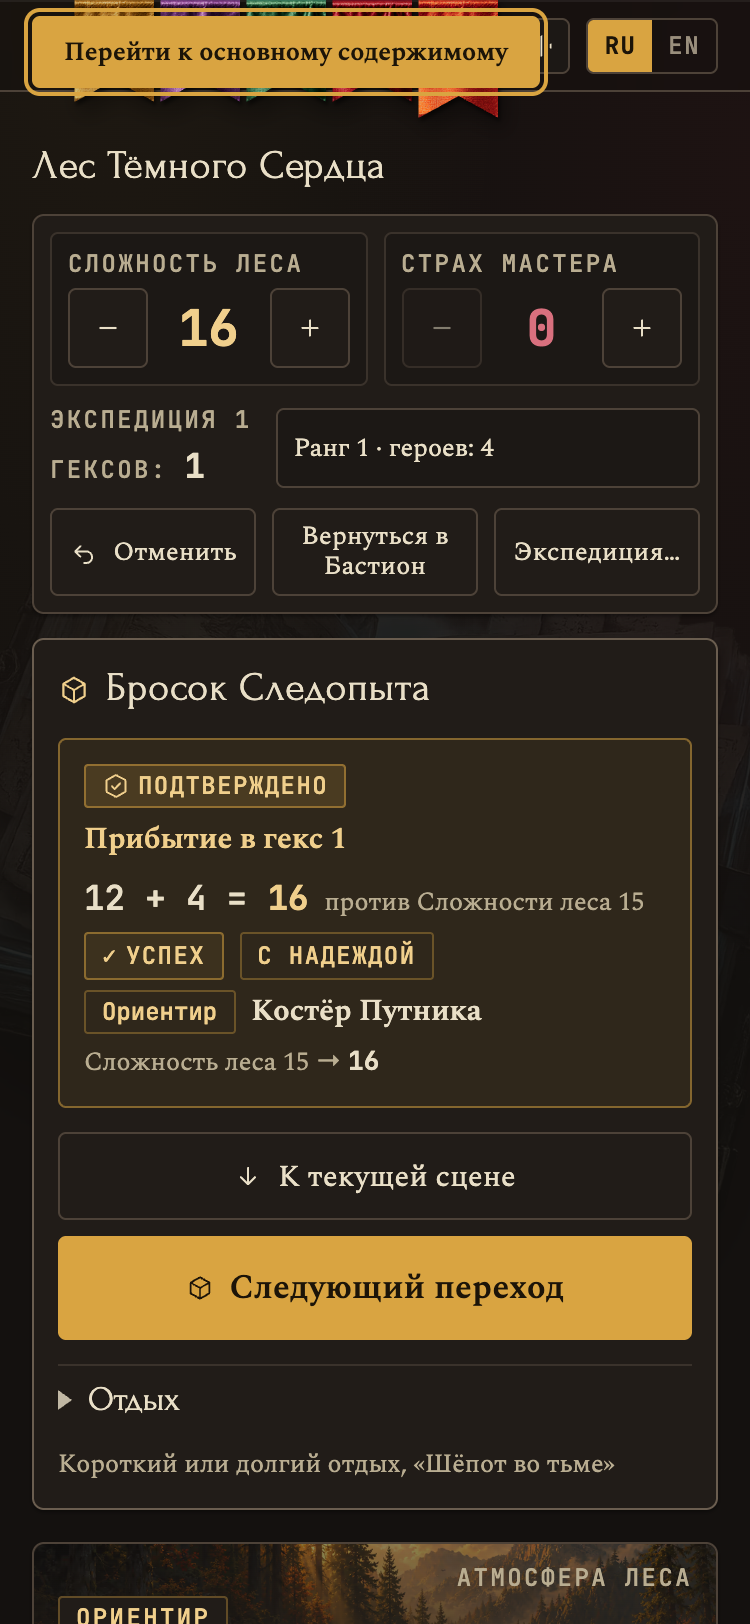 Перейти к основному содержимому
RU EN
Лес Тёмного Сердца
СЛОЖНОСТЬ ЛЕСА
− 16 +
СТРАХ МАСТЕРА
− 0 +
ЭКСПЕДИЦИЯ 1
ГЕКСОВ: 1
Ранг 1 · героев: 4
Отменить
Вернуться в
Бастион
Экспедиция...
Бросок Следопыта
ПОДТВЕРЖДЕНО
Прибытие в гекс 1
12 + 4 = 16 против Сложности леса 15
✓ УСПЕХ С НАДЕЖДОЙ
Ориентир Костёр Путника
Сложность леса 15 → 16
↓ К текущей сцене
Следующий переход
Отдых
Короткий или долгий отдых, «Шёпот во тьме»
АТМОСФЕРА ЛЕСА
ОРИЕНТИР